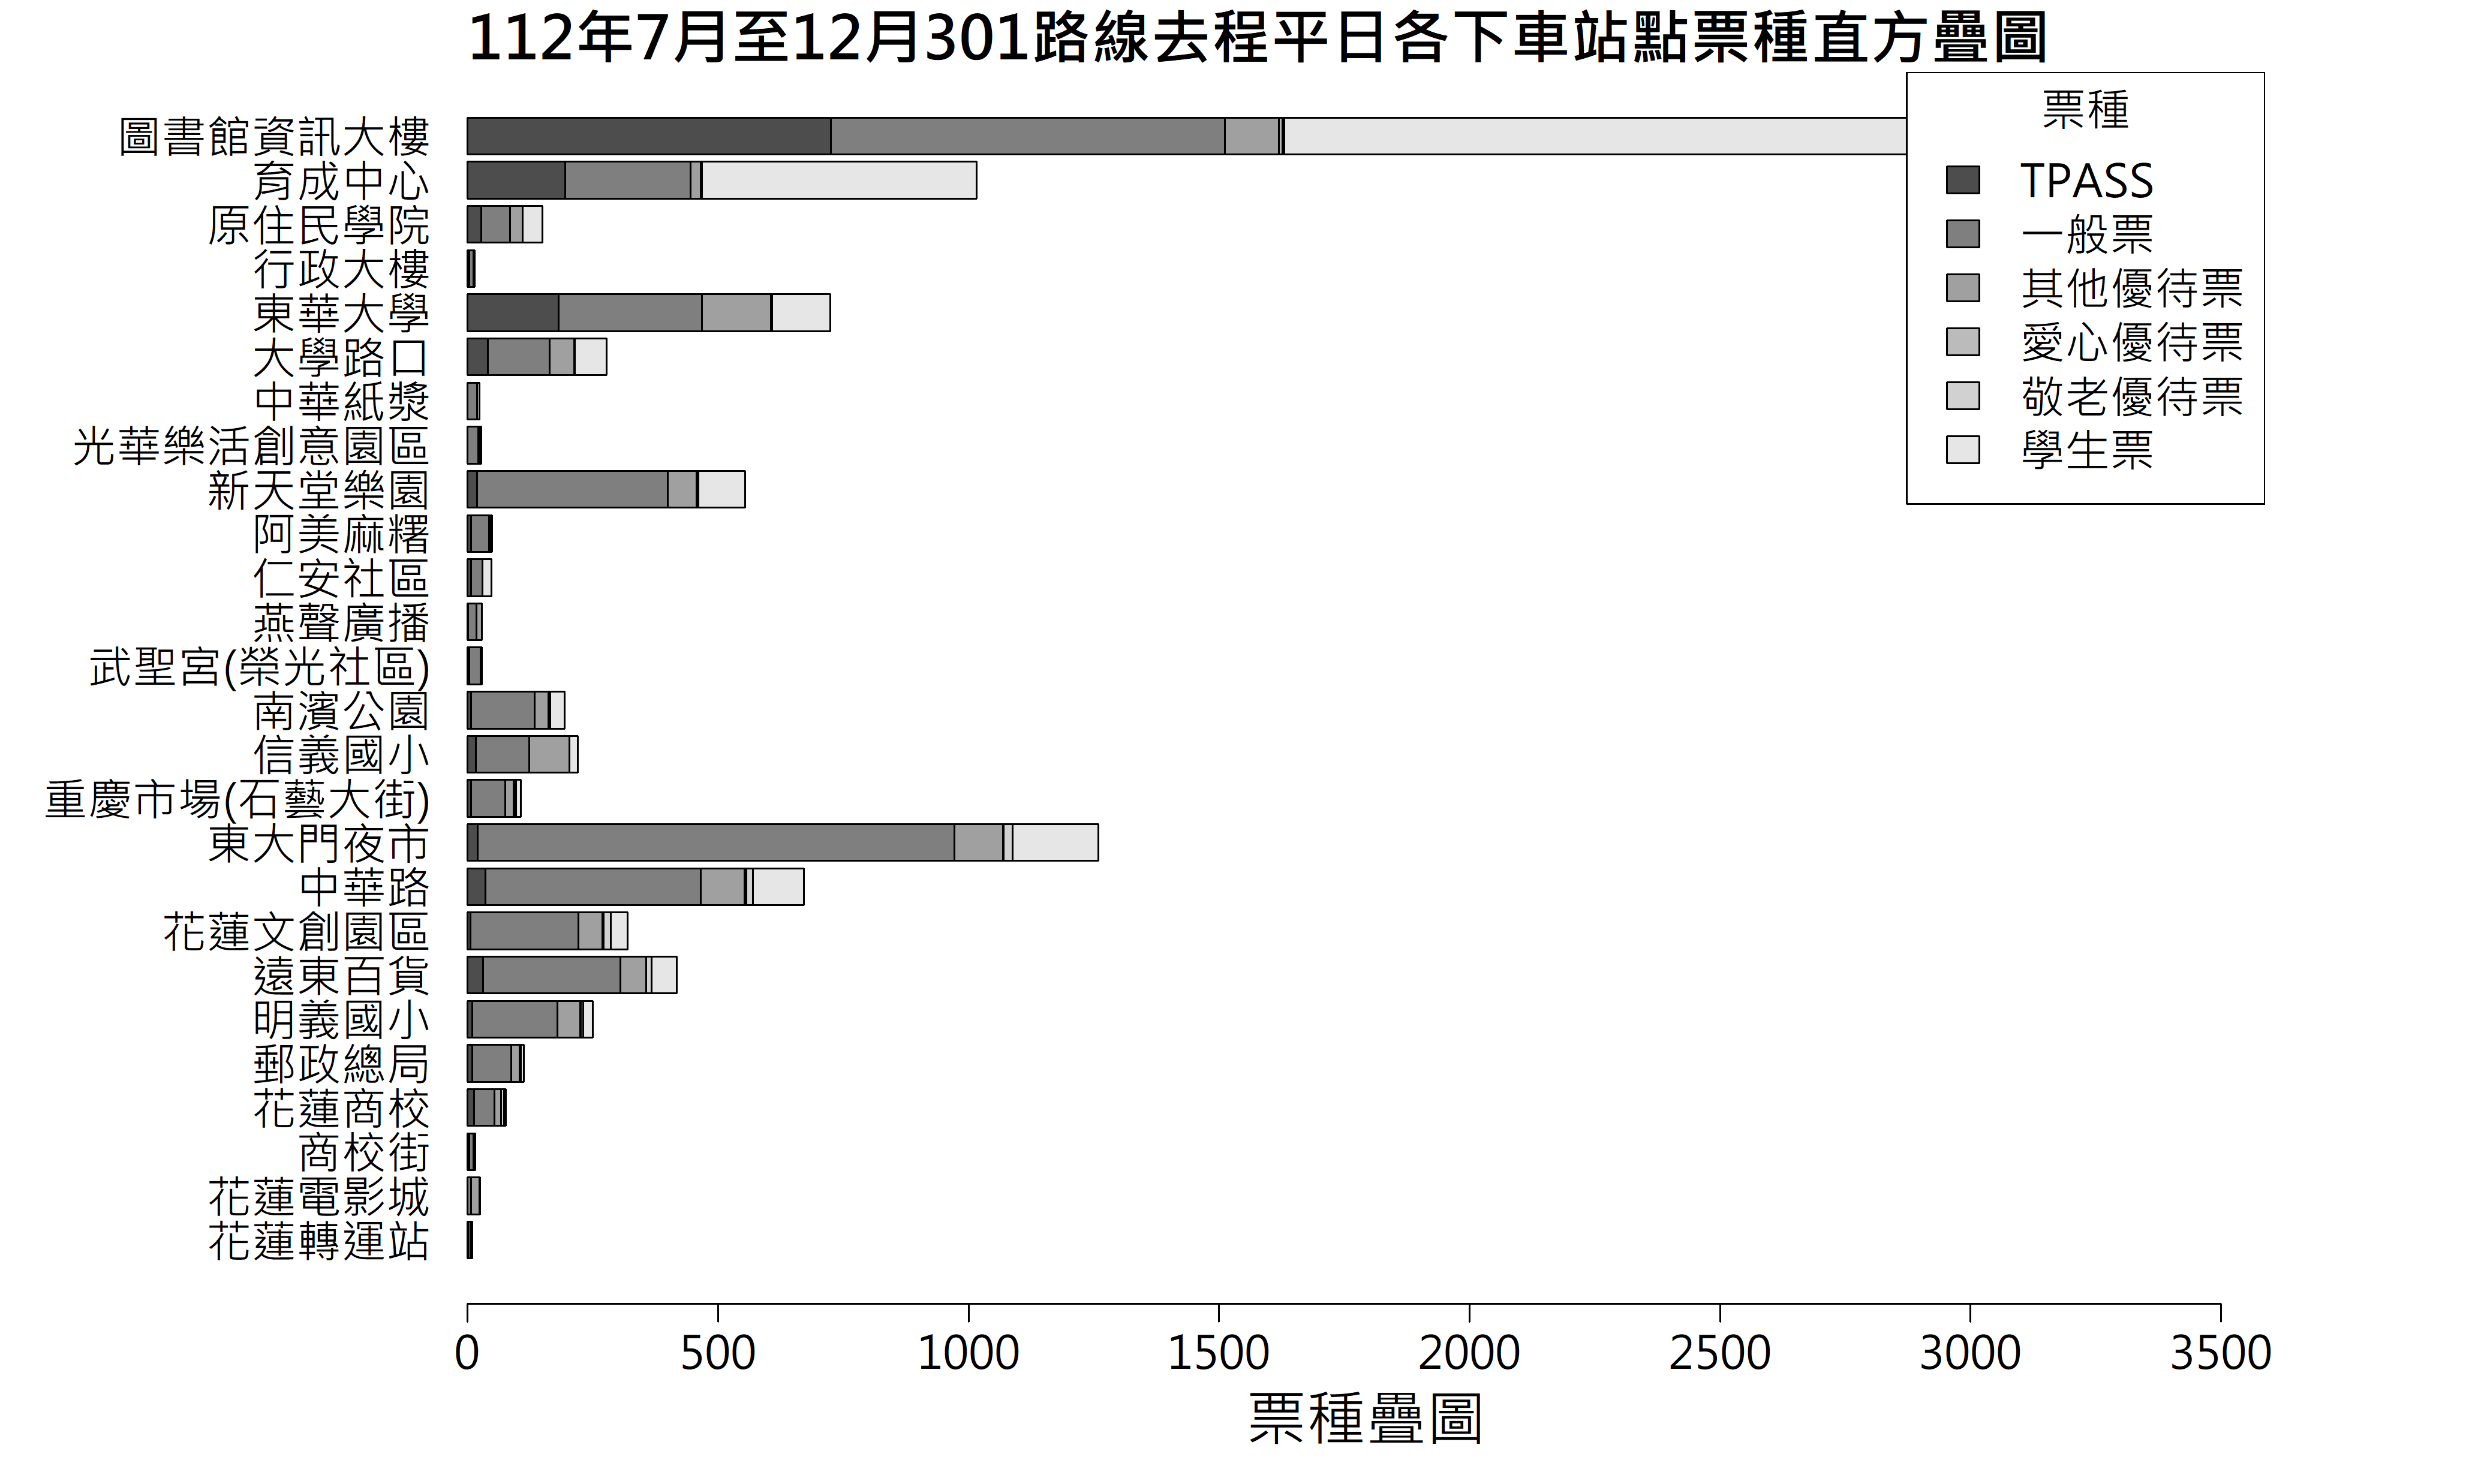 112年7月至12月301路線去程平日各下車站點票種直方疊圖
票種
TPASS
一般票
其他優待票
愛心優待票
敬老優待票
學生票
圖書館資訊大樓
育成中心
原住民學院
行政大樓
東華大學
大學路口
中華紙漿
光華樂活創意園區
新天堂樂園
阿美麻糬
仁安社區
燕聲廣播
武聖宮(榮光社區)
南濱公園
信義國小
重慶市場(石藝大街)
東大門夜市
中華路
花蓮文創園區
遠東百貨
明義國小
郵政總局
花蓮商校
商校街
花蓮電影城
花蓮轉運站
0 500 1000 1500 2000 2500 3000 3500
票種疊圖